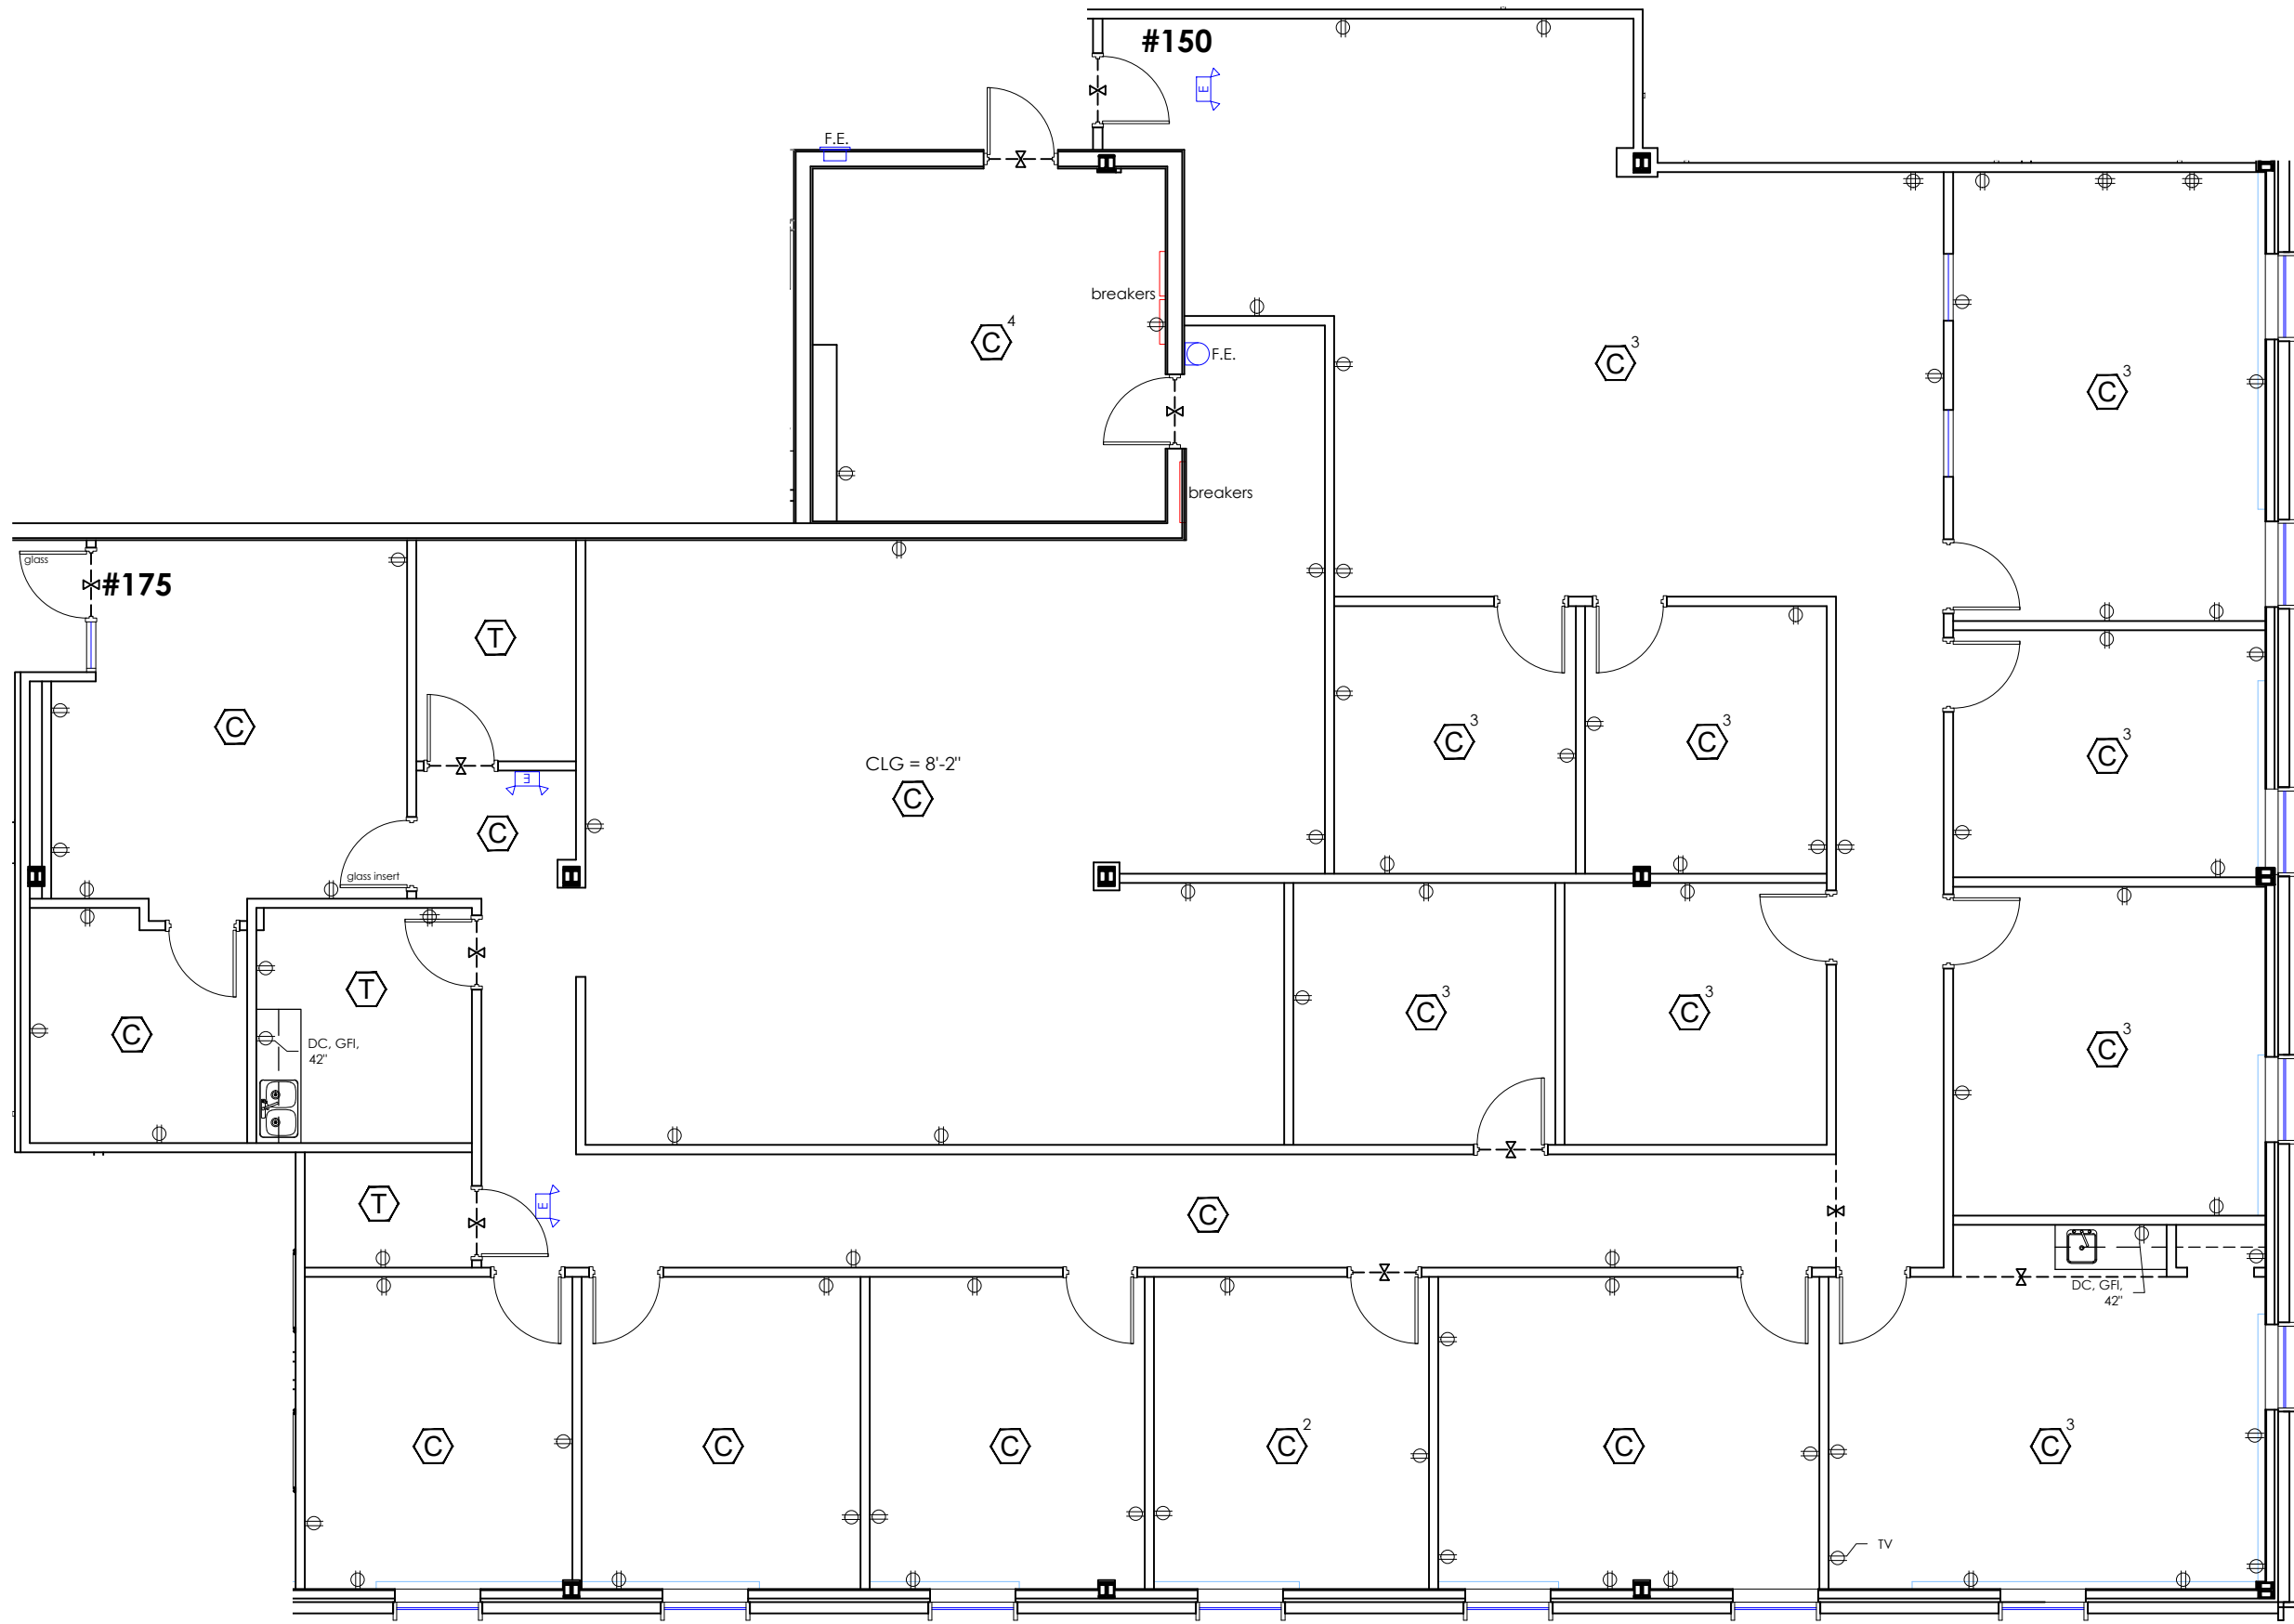 #150
E
F.E.
breakers
C 4
F.E.
C 3
C 3
breakers
glass
#175
T
C
C 3
C 3
C 3
CLG = 8'-2"
C
E
C
glass insert
T
C
DC, GFI,
42"
C 3
C 3
C 3
T
E
C
DC, GFI,
42"
C
C
C
C 2
C
C 3
TV